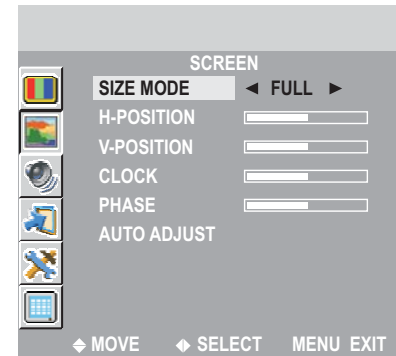 SCREEN
SIZE MODE ◄ FULL ►
H-POSITION
V-POSITION
CLOCK
PHASE
AUTO ADJUST
MOVE SELECT MENU EXIT